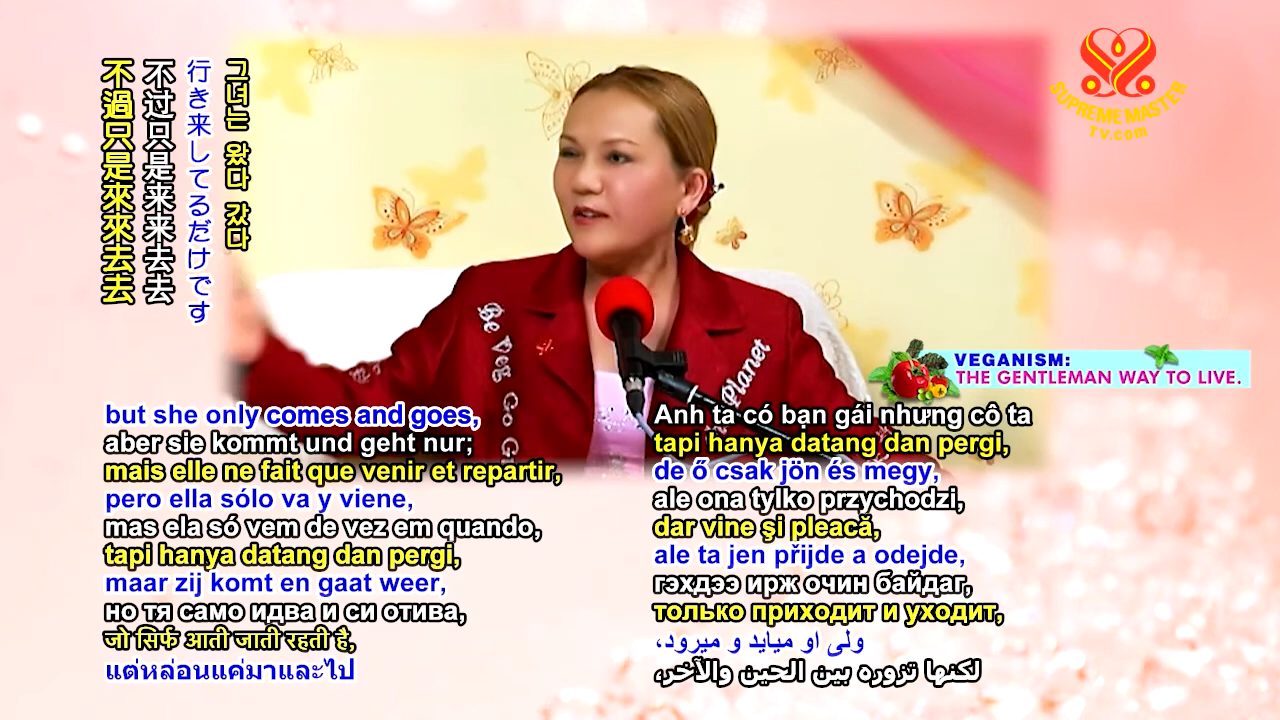 不過只是來來去去
不过只是来来去去
行き来してるだけです
그녀는 왔다 갔다
SUPREME MASTER
TV.com
Be Veg Go G
Planet
VEGANISM:
THE GENTLEMAN WAY TO LIVE.
but she only comes and goes,
aber sie kommt und geht nur;
mais elle ne fait que venir et repartir,
pero ella sólo va y viene,
mas ela só vem de vez em quando,
tapi hanya datang dan pergi,
maar zij komt en gaat weer,
но тя само идва и си отива,
जो सिर्फ आती जाती रहती है,
แต่หล่อนแค่มาและไป
Anh ta có bạn gái nhưng cô ta
tapi hanya datang dan pergi,
de ő csak jön és megy,
ale ona tylko przychodzi,
dar vine şi pleacă,
ale ta jen přijde a odejde,
гэхдээ ирж очин байдаг,
только приходит и уходит,
ولی او میاید و میرود،
لكنها تزوره بين الحين والآخر،